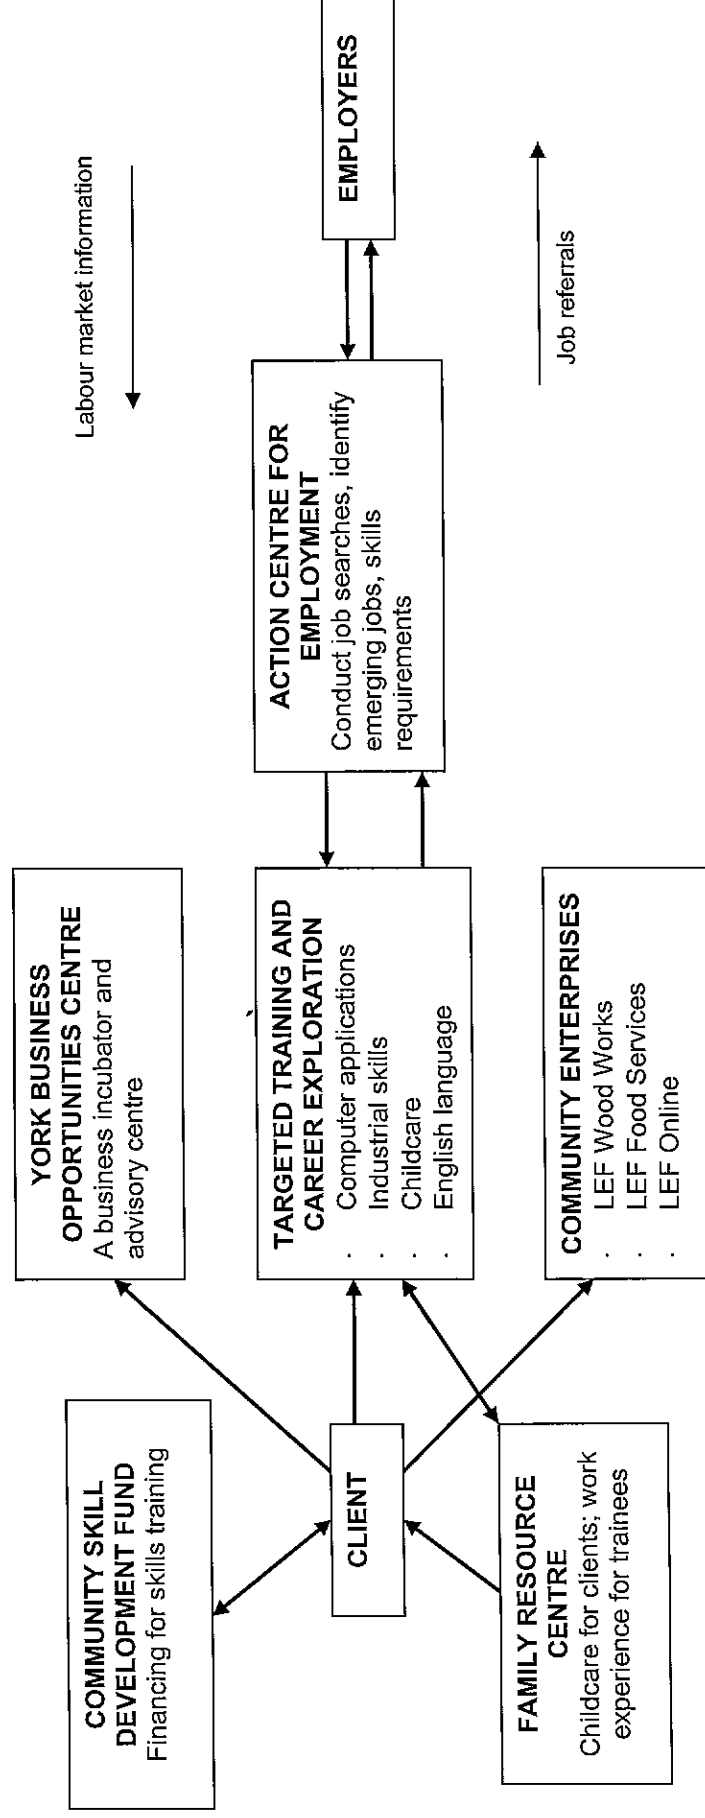 COMMUNITY SKILL
DEVELOPMENT FUND
Financing for skills training
YORK BUSINESS
OPPORTUNITIES CENTRE
A business incubator and
advisory centre
Labour market information
CLIENT
TARGETED TRAINING AND
CAREER EXPLORATION
· Computer applications
· Industrial skills
· Childcare
· English language
ACTION CENTRE FOR
EMPLOYMENT
Conduct job searches, identify
emerging jobs, skills
requirements
EMPLOYERS
FAMILY RESOURCE
CENTRE
Childcare for clients; work
experience for trainees
COMMUNITY ENTERPRISES
· LEF Wood Works
· LEF Food Services
· LEF Online
Job referrals